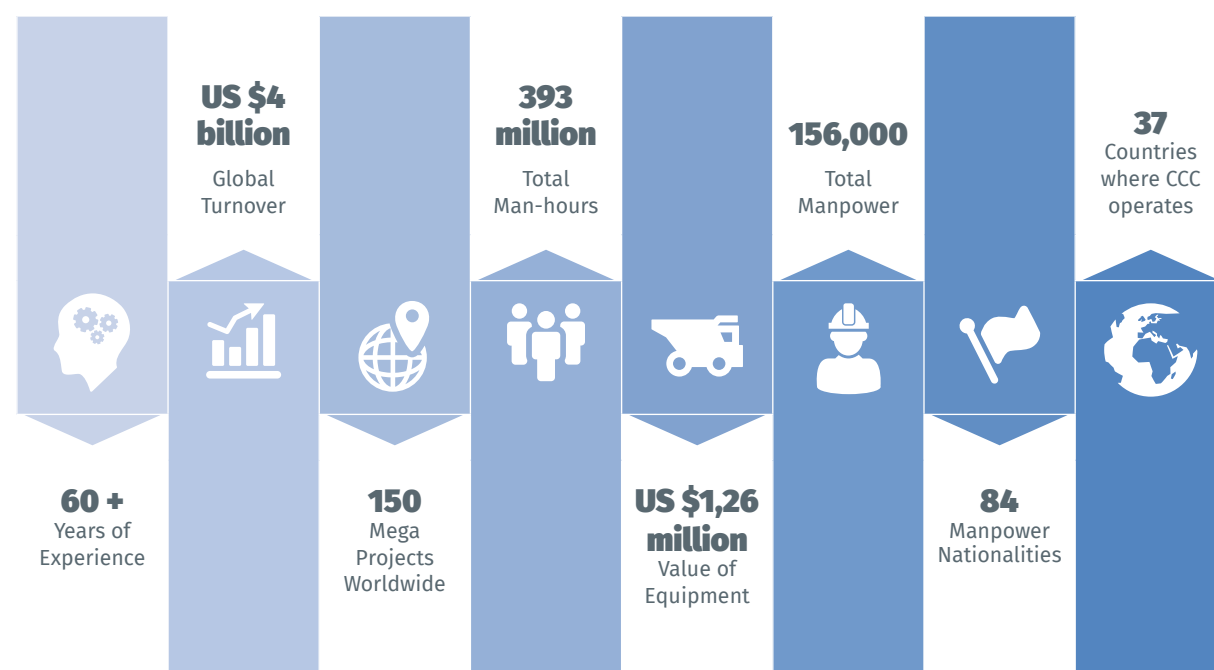 60 +
Years of
Experience
US $4
billion
Global
Turnover
150
Mega
Projects
Worldwide
393
million
Total
Man-hours
US $1,26
million
Value of
Equipment
156,000
Total
Manpower
84
Manpower
Nationalities
37
Countries
where CCC
operates